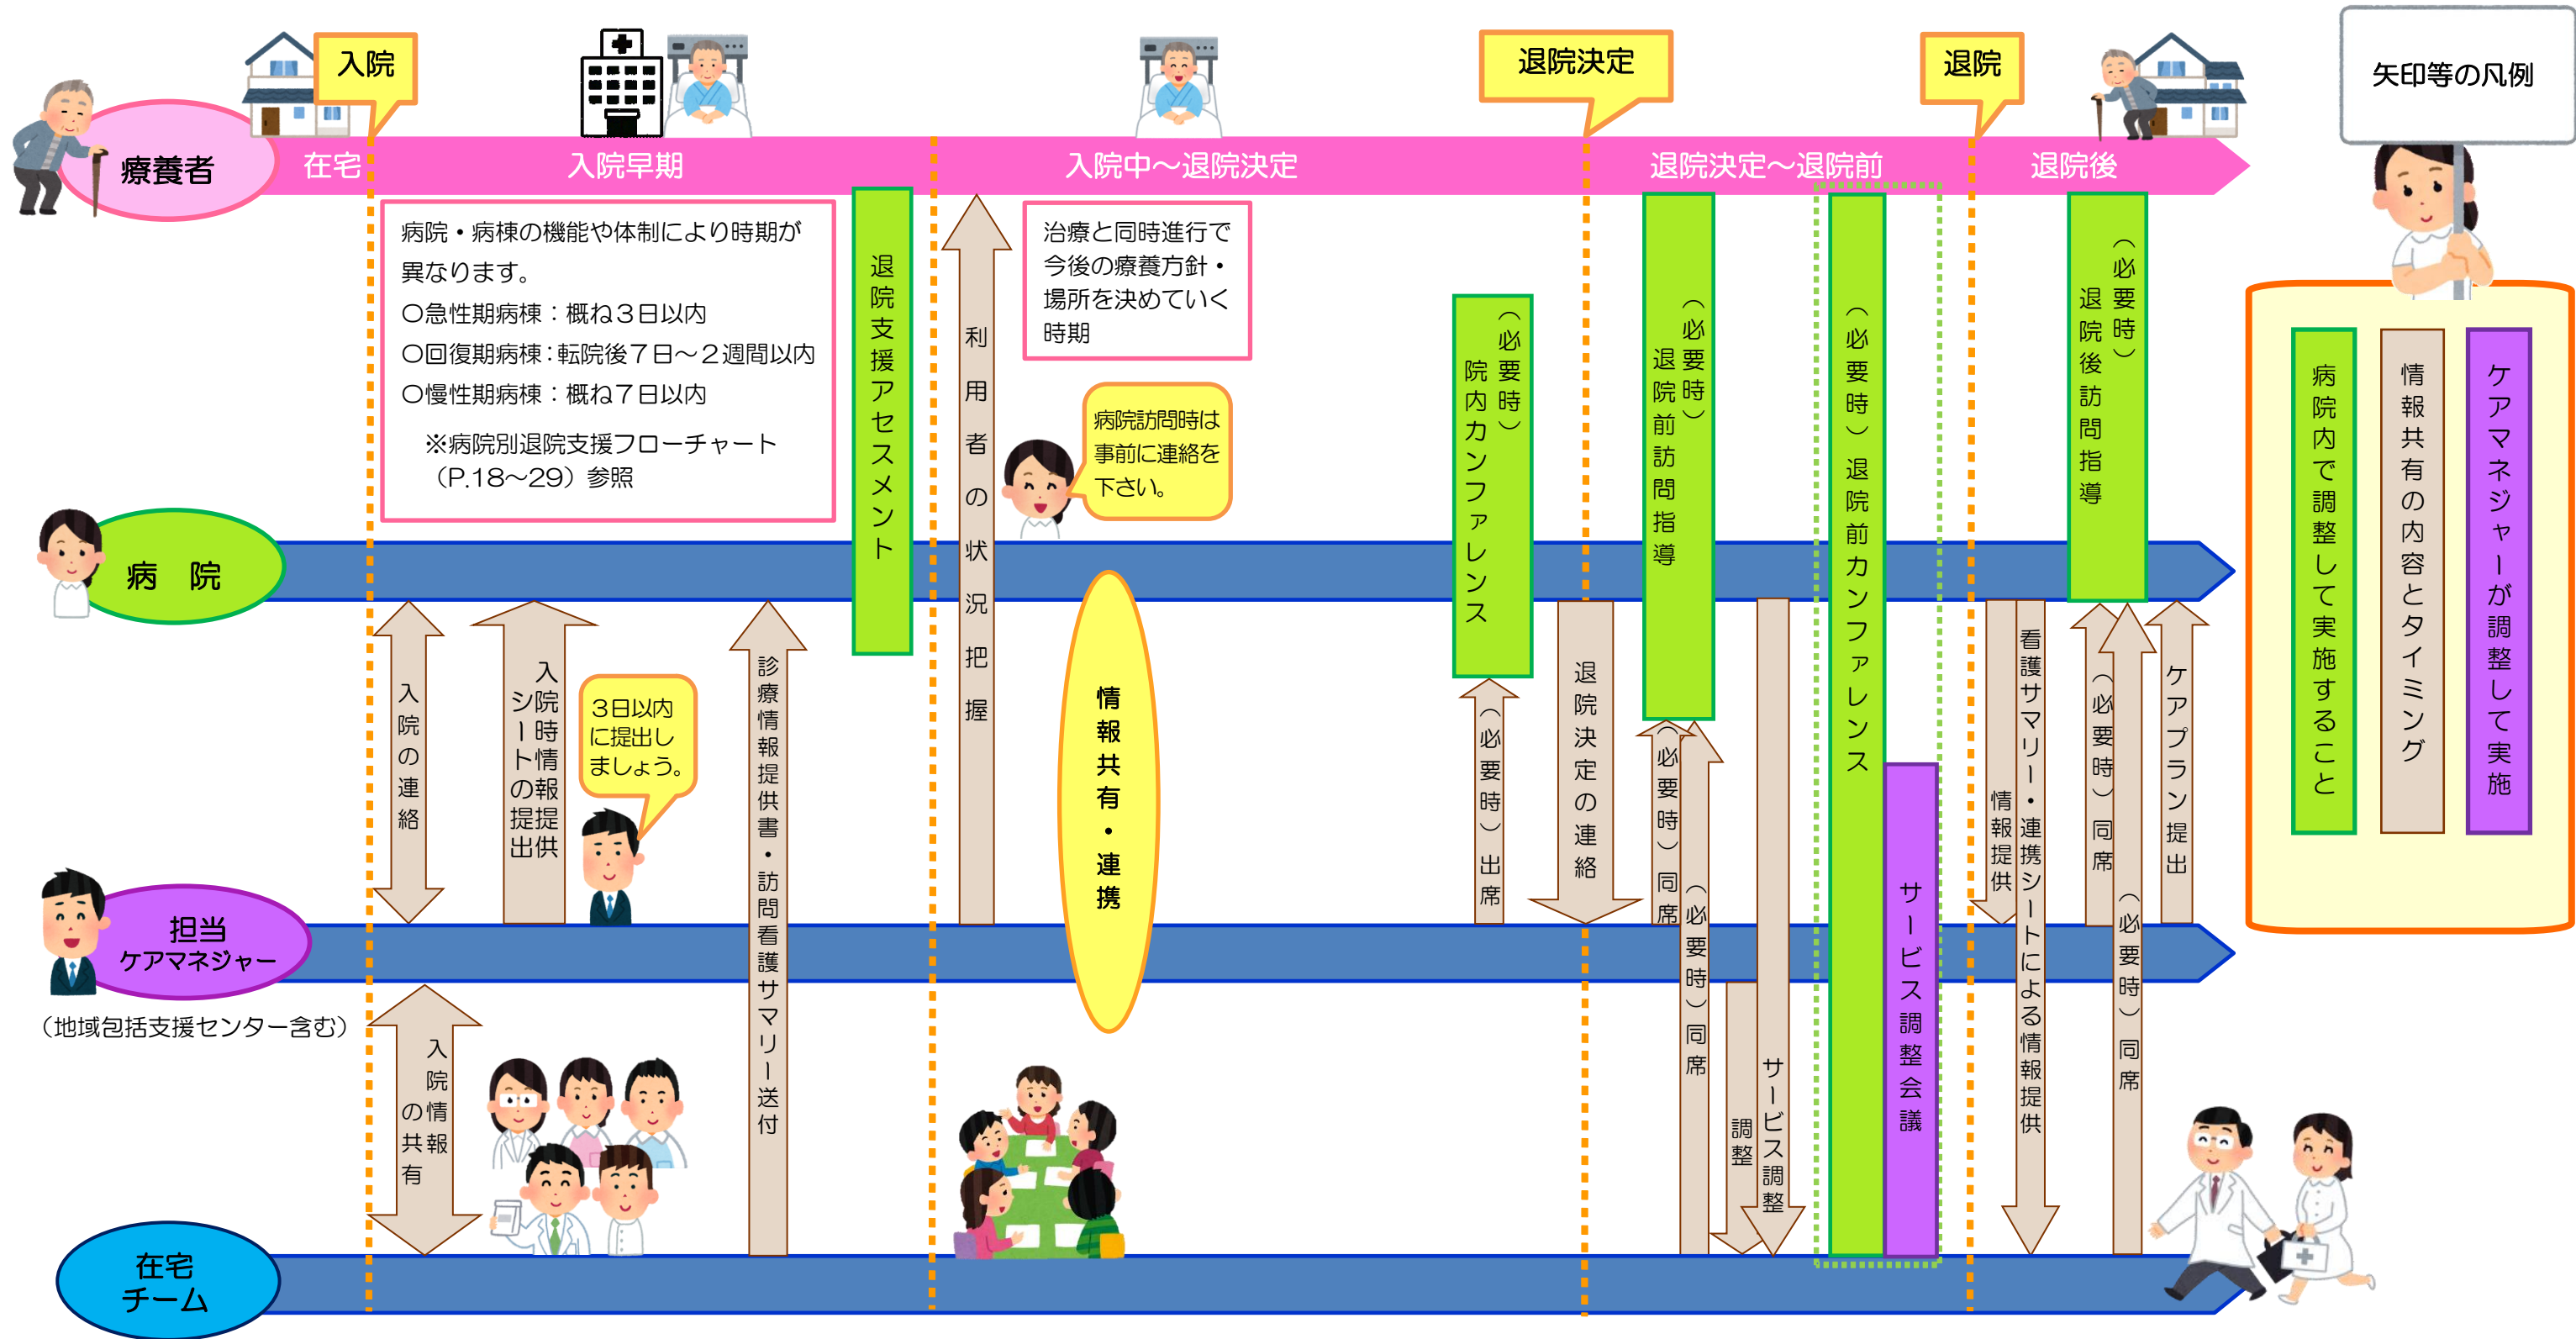 入院
退院決定
退院
矢印等の凡例
療養者
在宅
入院早期
入院中～退院決定
退院決定～退院前
退院後
病院・病棟の機能や体制により時期が
異なります。
○急性期病棟：概ね３日以内
○回復期病棟：転院後７日～２週間以内
○慢性期病棟：概ね７日以内
※病院別退院支援フローチャート
（P.18～29）参照
退院支援アセスメント
利用者の状況把握
治療と同時進行で
今後の療養方針・
場所を決めていく
時期
病院訪問時は
事前に連絡を
下さい。
（必要時）
院内カンファレンス
（必要時）
退院前訪問指導
（必要時）退院前カンファレンス
（必要時）
退院後訪問指導
病院内で調整して実施すること
情報共有の内容とタイミング
ケアマネジャーが調整して実施
病　院
入院の連絡
入院時情報提供
シートの提出
３日以内
に提出し
ましょう。
診療情報提供書・訪問看護サマリー送付
情報共有・連携
（必要時）出席
退院決定の連絡
（必要時）同席
（必要時）同席
調整
サービス調整
サービス調整会議
情報提供
看護サマリー・連携シートによる情報提供
（必要時）同席
（必要時）同席
ケアプラン提出
担当
ケアマネジャー
（地域包括支援センター含む）
入院情報
の共有
在宅
チーム